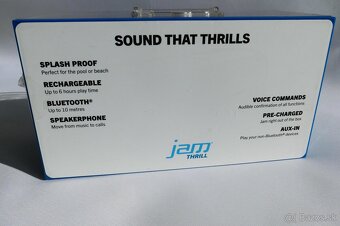 SOUND THAT THRILLS
SPLASH PROOF
Perfect for the pool or beach
RECHARGEABLE
Up to 6 hours play time
BLUETOOTH®
Up to 10 metres
SPEAKERPHONE
Move from music to calls
VOICE COMMANDS
Audible confirmation of all functions
PRE-CHARGED
Jam right out of the box
AUX-IN
Play your non-Bluetooth® devices
jam
THRILL
Bazos.sk